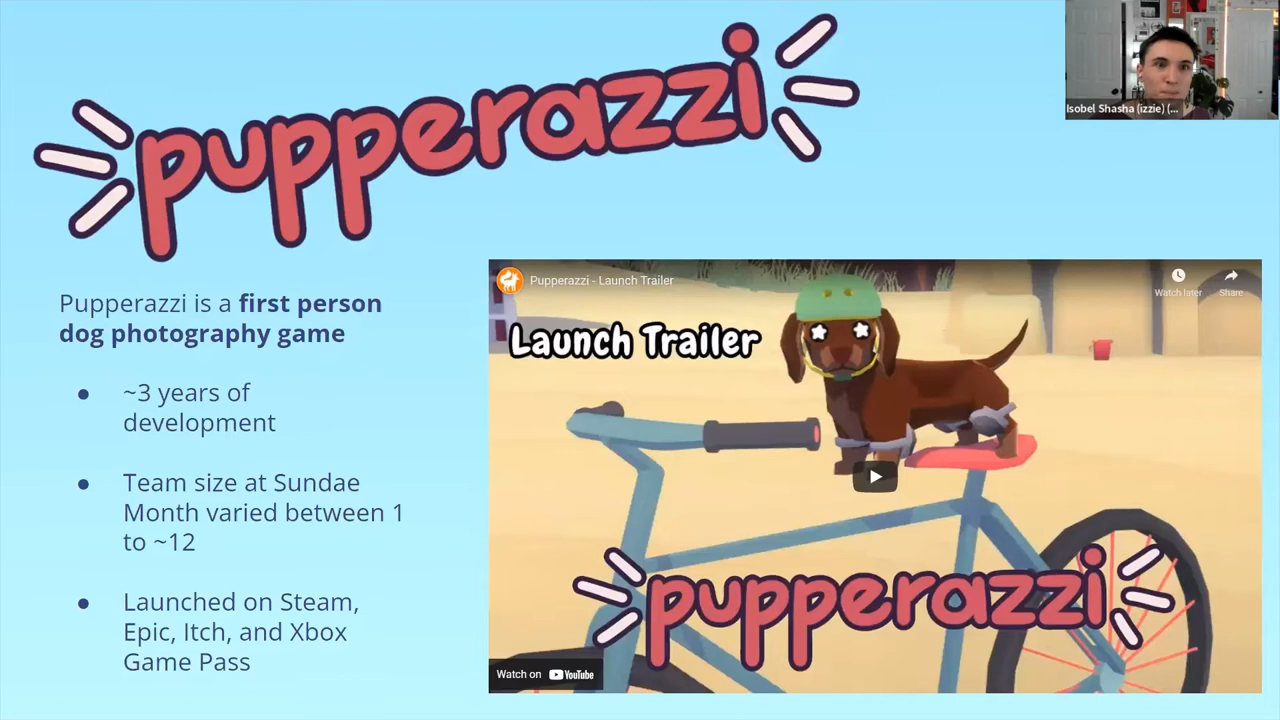 pupperazzi
Isobel Shasha (izzie) (...
Pupperazzi is a first person
dog photography game
● ~3 years of
development
● Team size at Sundae
Month varied between 1
to ~12
● Launched on Steam,
Epic, Itch, and Xbox
Game Pass
Pupperazzi - Launch Trailer
Watch later
Share
Launch Trailer
pupperazzi
Watch on YouTube